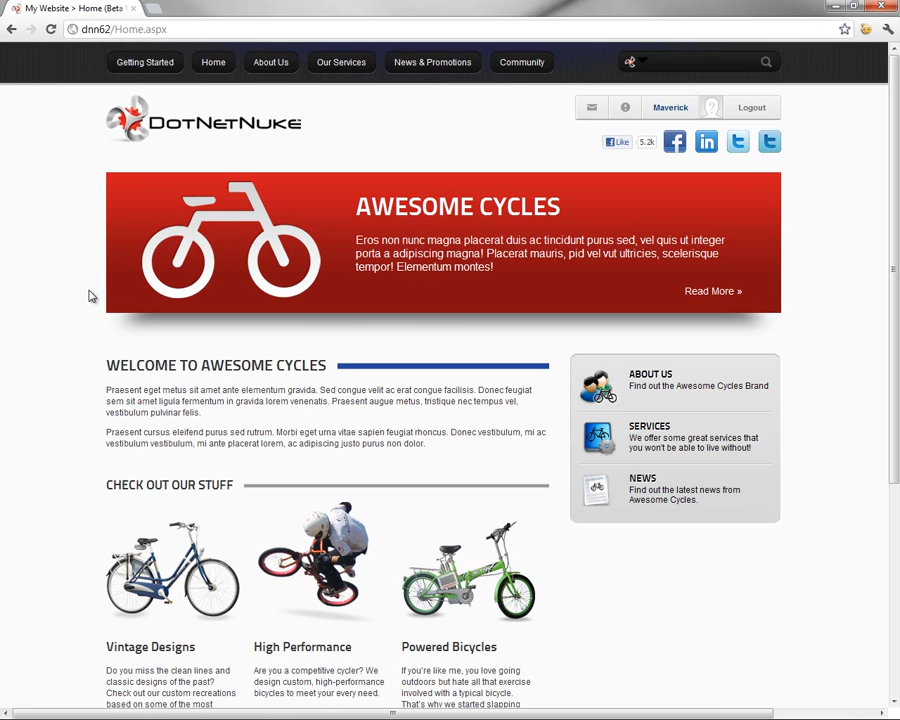 My Website > Home (Beta
dnn62/Home.aspx
Getting Started
Home
About Us
Our Services
News & Promotions
Community
Maverick
Logout
DOTNETNUKE
Like
5.2k
AWESOME CYCLES
Eros non nunc magna placerat duis ac tincidunt purus sed, vel quis ut integer
porta a adipiscing magna! Placerat mauris, pid vel vut ultricies, scelerisque
tempor! Elementum montes!
Read More »
WELCOME TO AWESOME CYCLES
Praesent eget metus sit amet ante elementum gravida. Sed congue velit ac erat congue facilisis. Donec feugiat
sem sit amet ligula fermentum in gravida lorem venenatis. Praesent augue metus, tristique nec tempus vel,
vestibulum pulvinar felis.
Praesent cursus eleifend purus sed rutrum. Morbi eget urna vitae sapien feugiat rhoncus. Donec vestibulum, mi ac
vestibulum vestibulum, mi ante placerat lorem, ac adipiscing justo purus non dolor.
ABOUT US
Find out the Awesome Cycles Brand
SERVICES
We offer some great services that
you won't be able to live without!
NEWS
Find out the latest news from
Awesome Cycles.
CHECK OUT OUR STUFF
Vintage Designs
Do you miss the clean lines and
classic designs of the past?
Check out our custom recreations
based on some of the most
High Performance
Are you a competitive cycler? We
design custom, high-performance
bicycles to meet your every need.
Powered Bicycles
If you're like me, you love going
outdoors but hate all that exercise
involved with a typical bicycle.
That's why we started slapping